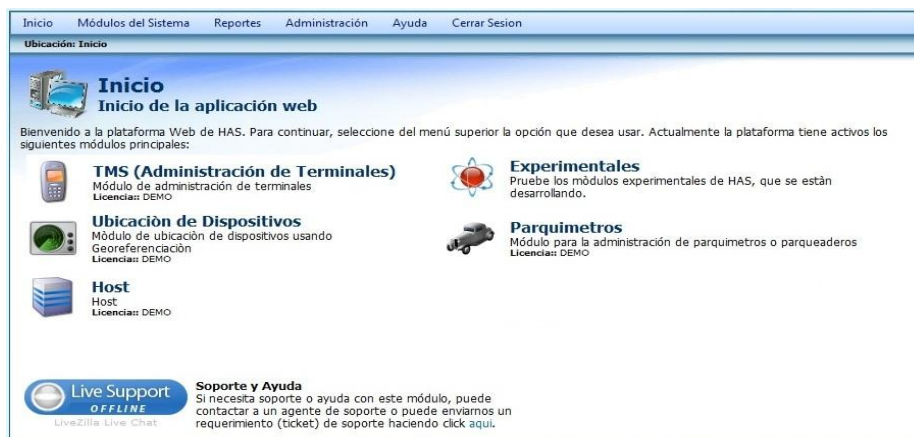 Inicio Módulos del Sistema Reportes Administración Ayuda Cerrar Sesion
Ubicación: Inicio
Inicio
Inicio de la aplicación web
Bienvenido a la plataforma Web de HAS. Para continuar, seleccione del menú superior la opción que desea usar. Actualmente la plataforma tiene activos los
siguientes módulos principales:
TMS (Administración de Terminales)
Módulo de administración de terminales
Licencia:: DEMO
Ubicaciòn de Dispositivos
Mòdulo de ubicaciòn de dispositivos usando
Georeferenciaciòn
Licencia:: DEMO
Host
Host
Licencia:: DEMO
Experimentales
Pruebe los mòdulos experimentales de HAS, que se estàn
desarrollando.
Parquimetros
Módulo para la administración de parquimetros o parqueaderos
Licencia:: DEMO
Live Support
OFFLINE
LiveZilla Live Chat
Soporte y Ayuda
Si necesita soporte o ayuda con este módulo, puede
contactar a un agente de soporte o puede enviarnos un
requerimiento (ticket) de soporte haciendo click aqui.